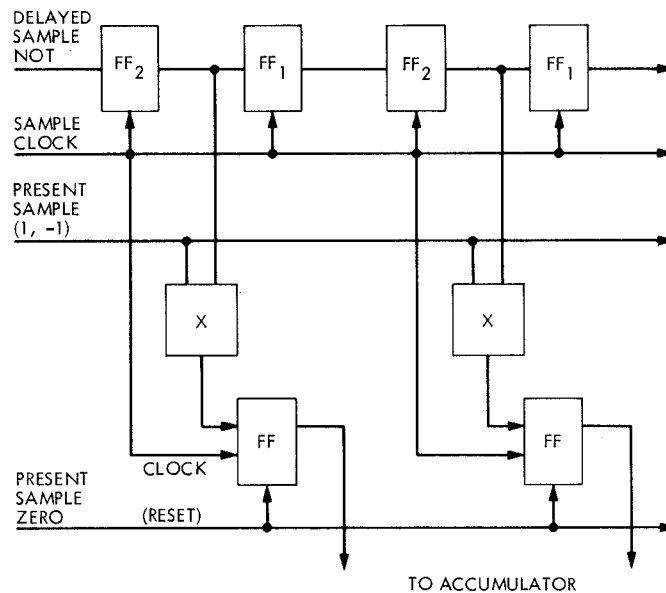 DELAYED
SAMPLE
NOT
FF2
FF1
FF2
FF1
SAMPLE
CLOCK
PRESENT
SAMPLE
(1, -1)
X
X
FF
FF
CLOCK
PRESENT
SAMPLE
ZERO
(RESET)
TO ACCUMULATOR